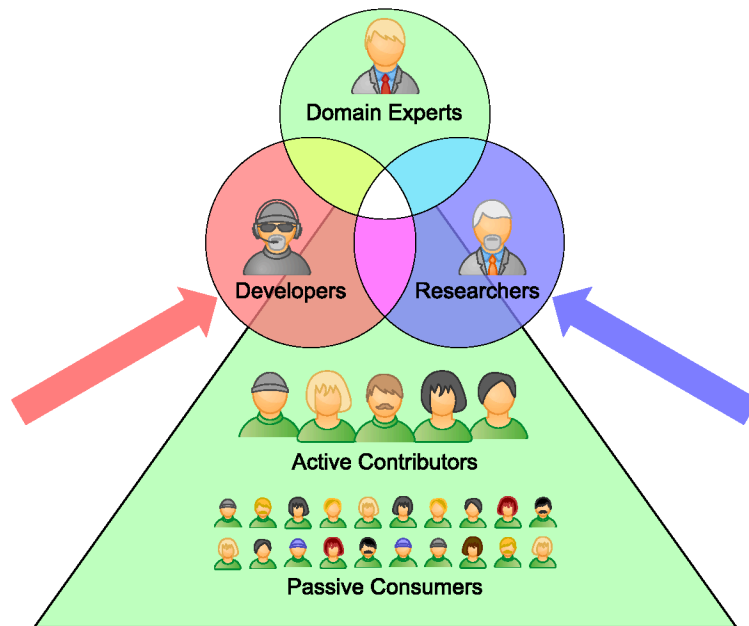 Domain Experts
Developers
Researchers
Active Contributors
Passive Consumers